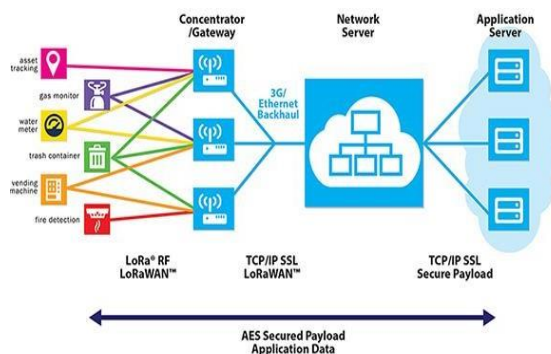 Concentrator
/Gateway
Network
Server
Application
Server
asset
tracking
gas monitor
water
meter
trash container
vending
machine
fire detection
3G/
Ethernet
Backhaul
LoRa® RF
LoRaWAN™
TCP/IP SSL
LoRaWAN™
TCP/IP SSL
Secure Payload
AES Secured Payload
Application Data